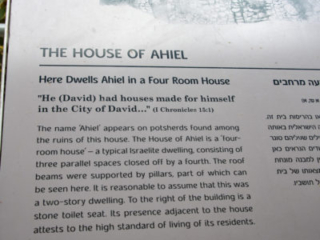 THE HOUSE OF AHIEL
Here Dwells Ahiel in a Four Room House
"He (David) had houses made for himself
in the City of David..." (I Chronicles 15:1)
The name 'Ahiel' appears on potsherds found among
the ruins of this house. The House of Ahiel is a 'four-
room house' – a typical Israelite dwelling, consisting of
three parallel spaces closed off by a fourth. The roof
beams were supported by pillars, part of which can
be seen here. It is reasonable to assume that this was
a two-story dwelling. To the right of the building is a
stone toilet seat. Its presence adjacent to the house
attests to the high standard of living of its residents.